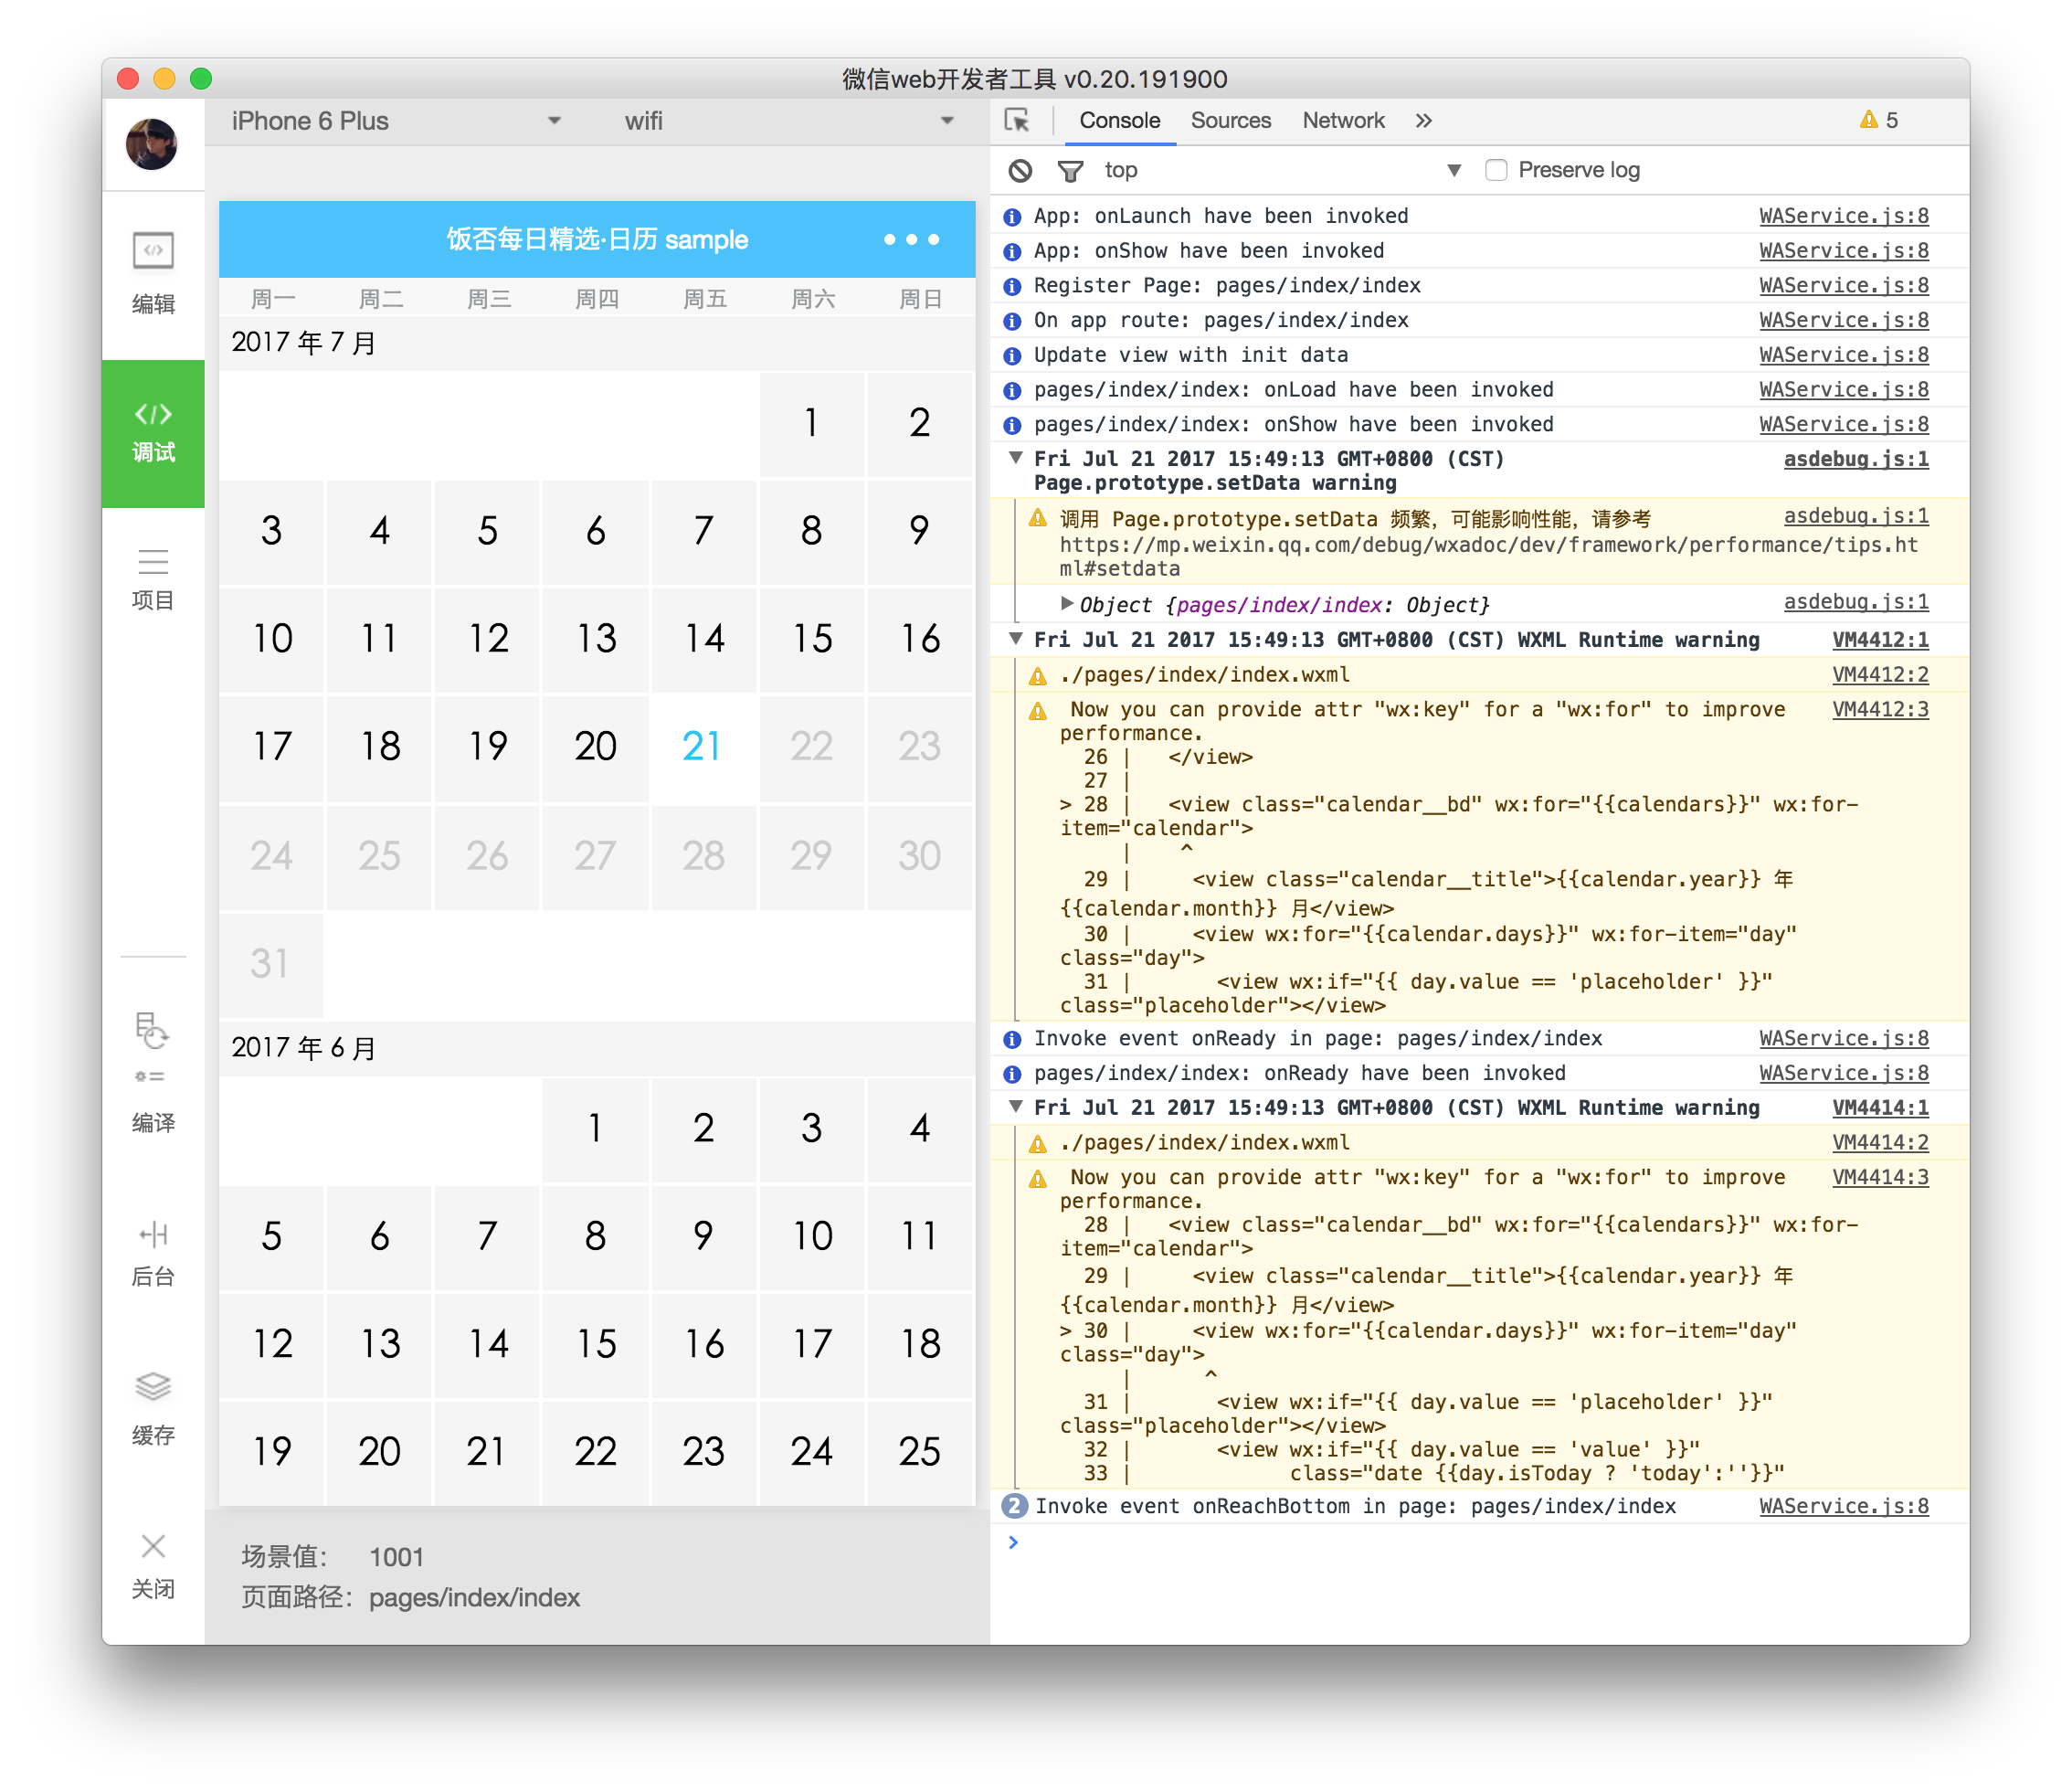 微信web开发者工具 v0.20.191900
iPhone 6 Plus
wifi
编辑
调试
项目
编译
后台
缓存
关闭
饭否每日精选·日历 sample
周一 周二 周三 周四 周五 周六 周日
2017 年 7 月
1 2
3 4 5 6 7 8 9
10 11 12 13 14 15 16
17 18 19 20 21 22 23
24 25 26 27 28 29 30
31
2017 年 6 月
1 2 3 4
5 6 7 8 9 10 11
12 13 14 15 16 17 18
19 20 21 22 23 24 25
场景值： 1001
页面路径： pages/index/index
Console Sources Network » 5
top Preserve log
App: onLaunch have been invoked WAService.js:8
App: onShow have been invoked WAService.js:8
Register Page: pages/index/index WAService.js:8
On app route: pages/index/index WAService.js:8
Update view with init data WAService.js:8
pages/index/index: onLoad have been invoked WAService.js:8
pages/index/index: onShow have been invoked WAService.js:8
Fri Jul 21 2017 15:49:13 GMT+0800 (CST) asdebug.js:1
Page.prototype.setData warning
调用 Page.prototype.setData 频繁，可能影响性能，请参考 asdebug.js:1
https://mp.weixin.qq.com/debug/wxadoc/dev/framework/performance/tips.ht
ml#setdata
Object {pages/index/index: Object} asdebug.js:1
Fri Jul 21 2017 15:49:13 GMT+0800 (CST) WXML Runtime warning VM4412:1
./pages/index/index.wxml VM4412:2
Now you can provide attr "wx:key" for a "wx:for" to improve VM4412:3
performance.
26 | </view>
27 |
> 28 | <view class="calendar__bd" wx:for="{{calendars}}" wx:for-
item="calendar">
| ^
29 | <view class="calendar__title">{{calendar.year}} 年
{{calendar.month}} 月</view>
30 | <view wx:for="{{calendar.days}}" wx:for-item="day"
class="day">
31 | <view wx:if="{{ day.value == 'placeholder' }}"
class="placeholder"></view>
Invoke event onReady in page: pages/index/index WAService.js:8
pages/index/index: onReady have been invoked WAService.js:8
Fri Jul 21 2017 15:49:13 GMT+0800 (CST) WXML Runtime warning VM4414:1
./pages/index/index.wxml VM4414:2
Now you can provide attr "wx:key" for a "wx:for" to improve VM4414:3
performance.
28 | <view class="calendar__bd" wx:for="{{calendars}}" wx:for-
item="calendar">
29 | <view class="calendar__title">{{calendar.year}} 年
{{calendar.month}} 月</view>
> 30 | <view wx:for="{{calendar.days}}" wx:for-item="day"
class="day">
| ^
31 | <view wx:if="{{ day.value == 'placeholder' }}"
class="placeholder"></view>
32 | <view wx:if="{{ day.value == 'value' }}"
33 | class="date {{day.isToday ? 'today':''}}"
2 Invoke event onReachBottom in page: pages/index/index WAService.js:8